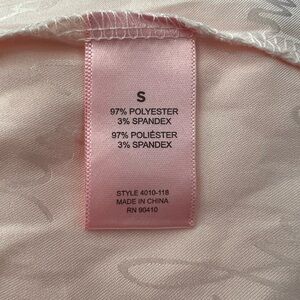 S
97% POLYESTER
3% SPANDEX
97% POLIÉSTER
3% SPANDEX
STYLE 4010-118
MADE IN CHINA
RN 90410